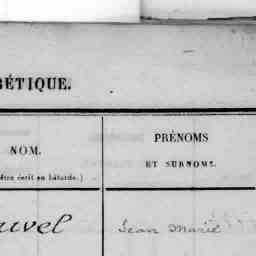 BÉTIQUE.
NOM.
être écrit en bâtarde.)
PRÉNOMS
ET SURNOMS.
uvel
Jean Marie